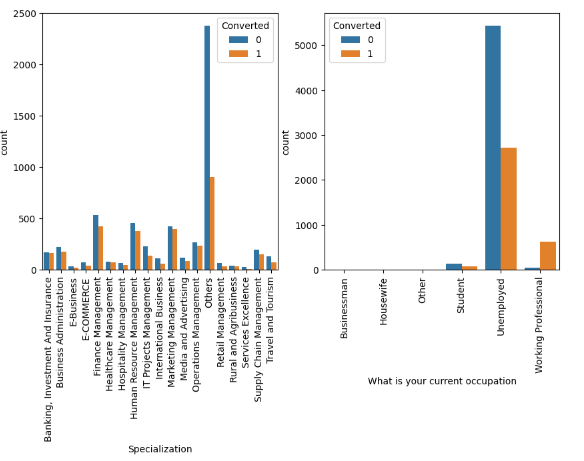 2500
2000
1500
1000
500
0
count
Converted
0
1
Banking, Investment And Insurance
Business Administration
E-Business
E-COMMERCE
Finance Management
Healthcare Management
Hospitality Management
Human Resource Management
IT Projects Management
International Business
Marketing Management
Media and Advertising
Operations Management
Others
Retail Management
Rural and Agribusiness
Services Excellence
Supply Chain Management
Travel and Tourism
Specialization
5000
4000
3000
2000
1000
0
count
Converted
0
1
Businessman
Housewife
Other
Student
Unemployed
Working Professional
What is your current occupation